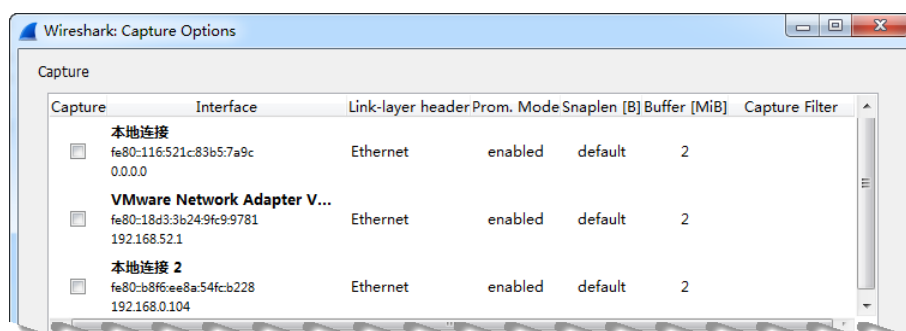 Wireshark: Capture Options
Capture
Capture Interface Link-layer header Prom. Mode Snaplen [B] Buffer [MiB] Capture Filter
本地连接
fe80::116:521c:83b5:7a9c
0.0.0.0
Ethernet enabled default 2
VMware Network Adapter V...
fe80::18d3:3b24:9fc9:9781
192.168.52.1
Ethernet enabled default 2
本地连接 2
fe80::b8f6:ee8a:54fc:b228
192.168.0.104
Ethernet enabled default 2